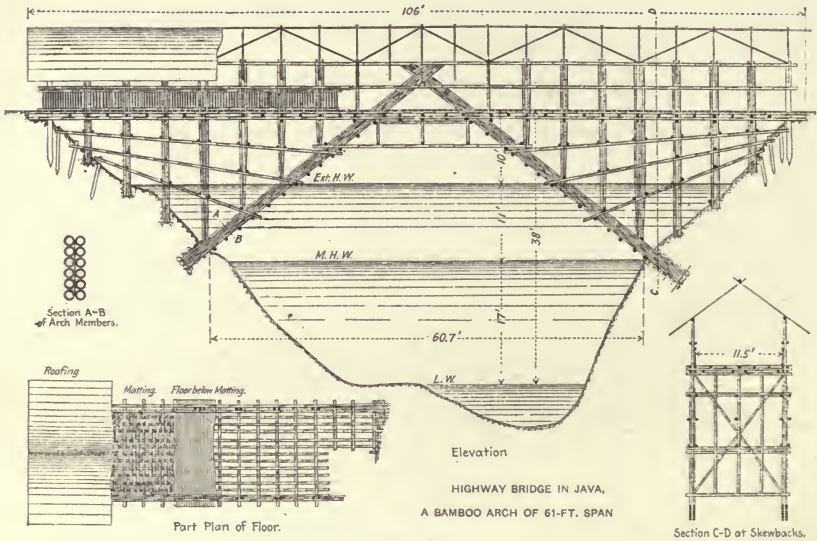 106'
D
Ext. H.W.
10'
11'
38'
A
B
M.H.W.
C
17'
60.7'
L.W.
Section A-B
of Arch Members.
11.5'
Roofing
Matting.
Floor below Matting.
Elevation
HIGHWAY BRIDGE IN JAVA,
A BAMBOO ARCH OF 61-FT. SPAN
Part Plan of Floor.
Section C-D at Skewbacks.